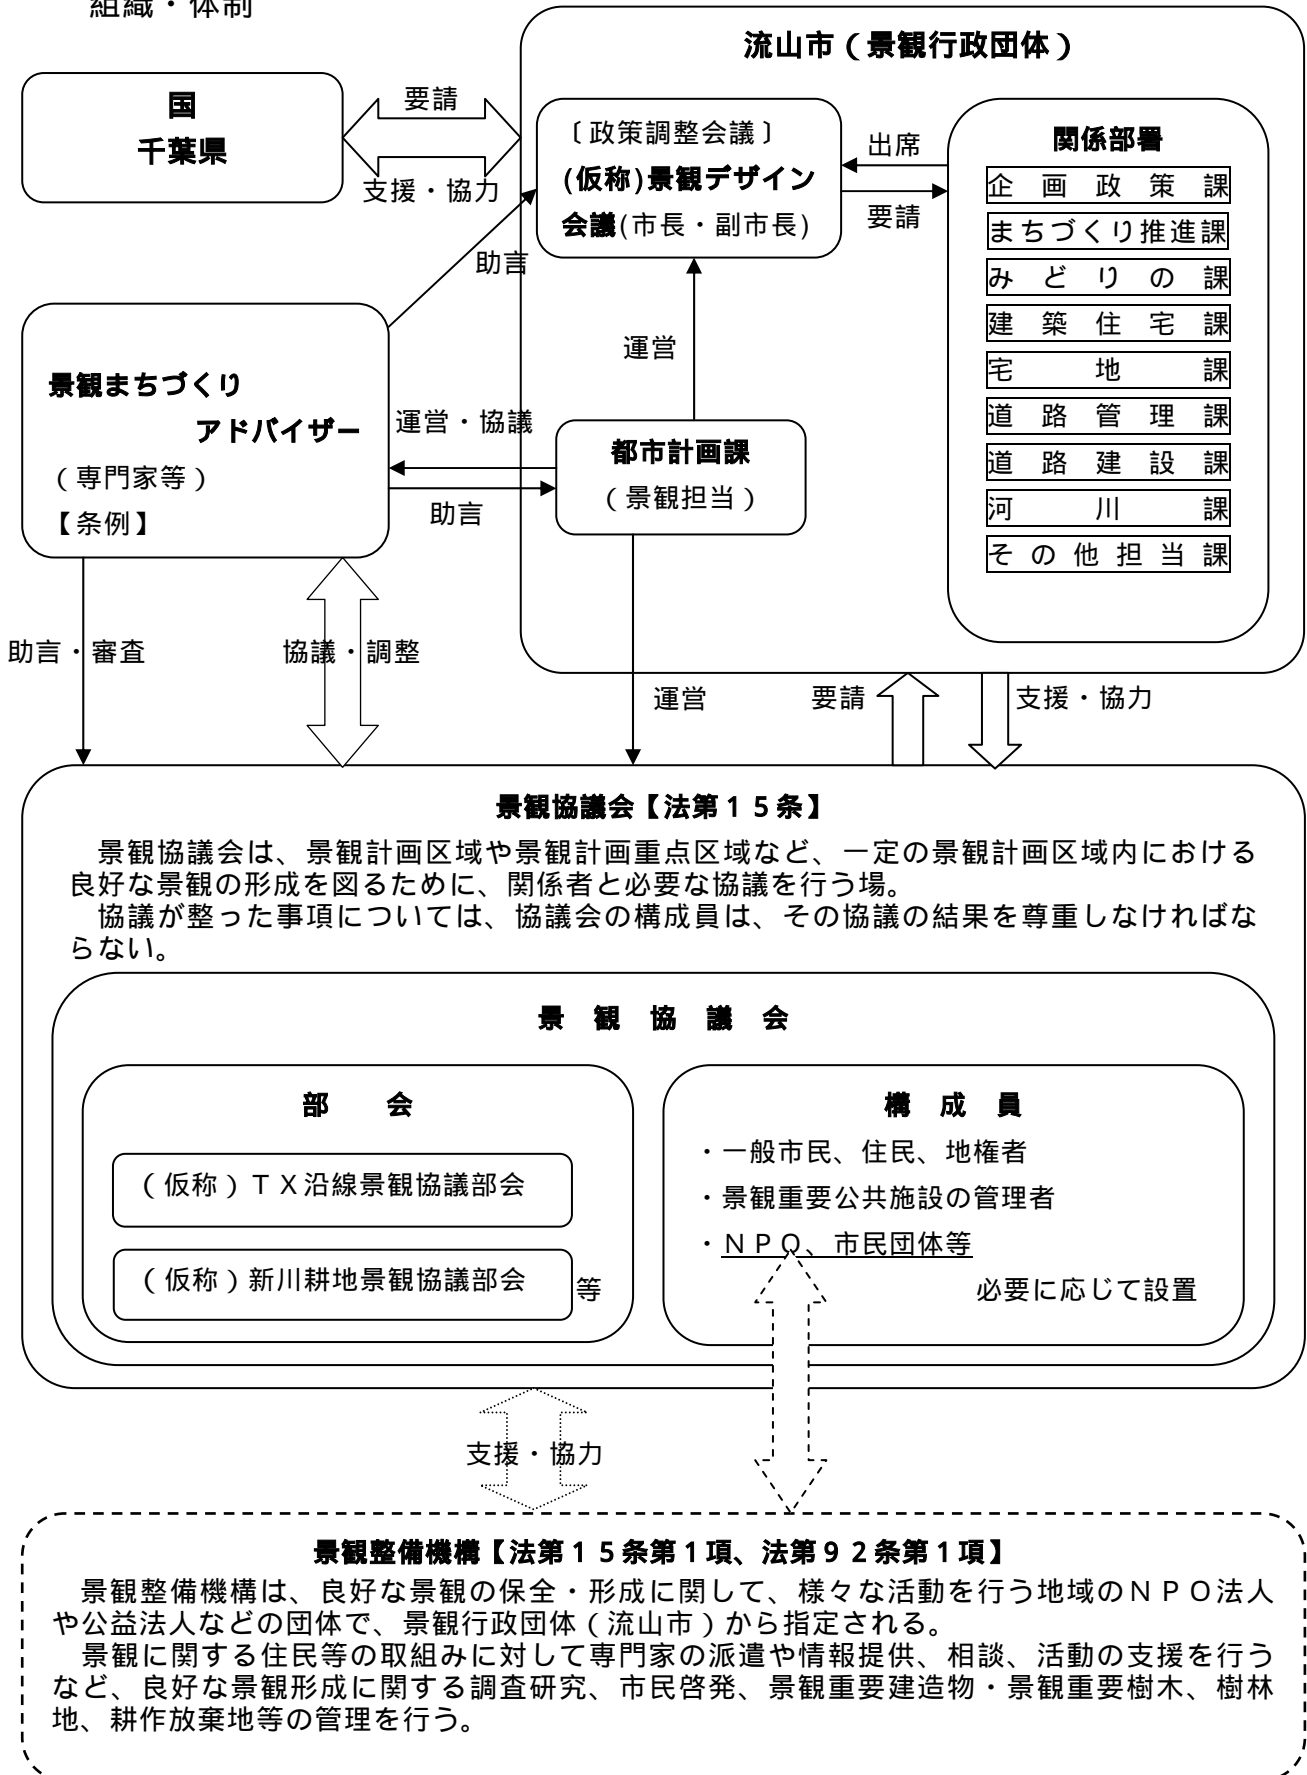 組織・体制
流山市（景観行政団体）
国
千葉県
要請
支援・協力
〔政策調整会議〕
(仮称)景観デザイン
会議(市長・副市長)
出席
要請
関係部署
企画政策課
まちづくり推進課
みどりの課
建築住宅課
宅地課
道路管理課
道路建設課
河川課
その他担当課
助言
運営
景観まちづくり
アドバイザー
（専門家等）
【条例】
運営・協議
助言
都市計画課
（景観担当）
助言・審査
協議・調整
運営
要請
支援・協力
景観協議会【法第１５条】
景観協議会は、景観計画区域や景観計画重点区域など、一定の景観計画区域内における
良好な景観の形成を図るために、関係者と必要な協議を行う場。
協議が整った事項については、協議会の構成員は、その協議の結果を尊重しなければな
らない。
景観協議会
部会
（仮称）ＴＸ沿線景観協議部会
（仮称）新川耕地景観協議部会
等
構成員
・一般市民、住民、地権者
・景観重要公共施設の管理者
・ＮＰＯ、市民団体等
必要に応じて設置
支援・協力
景観整備機構【法第１５条第１項、法第９２条第１項】
景観整備機構は、良好な景観の保全・形成に関して、様々な活動を行う地域のＮＰＯ法人
や公益法人などの団体で、景観行政団体（流山市）から指定される。
景観に関する住民等の取組みに対して専門家の派遣や情報提供、相談、活動の支援を行う
など、良好な景観形成に関する調査研究、市民啓発、景観重要建造物・景観重要樹木、樹林
地、耕作放棄地等の管理を行う。